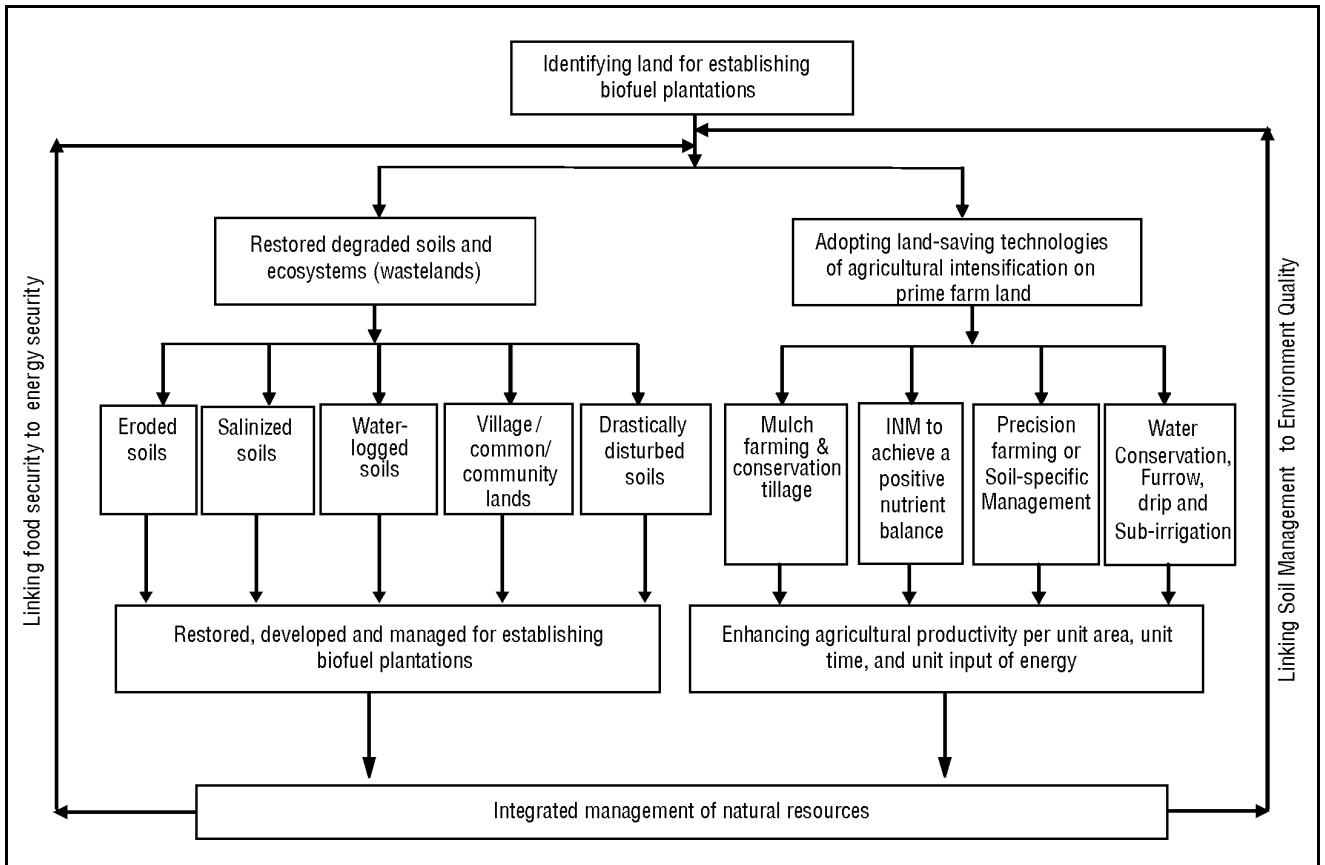 Identifying land for establishing
biofuel plantations
Restored degraded soils and
ecosystems (wastelands)
Adopting land-saving technologies
of agricultural intensification on
prime farm land
Eroded
soils
Salinized
soils
Water-
logged
soils
Village /
common/
community
lands
Drastically
disturbed
soils
Mulch
farming &
conservation
tillage
INM to
achieve a
positive
nutrient
balance
Precision
farming or
Soil-specific
Management
Water
Conservation,
Furrow,
drip and
Sub-irrigation
Restored, developed and managed for establishing
biofuel plantations
Enhancing agricultural productivity per unit area, unit
time, and unit input of energy
Integrated management of natural resources
Linking food security to energy security
Linking Soil Management to Environment Quality